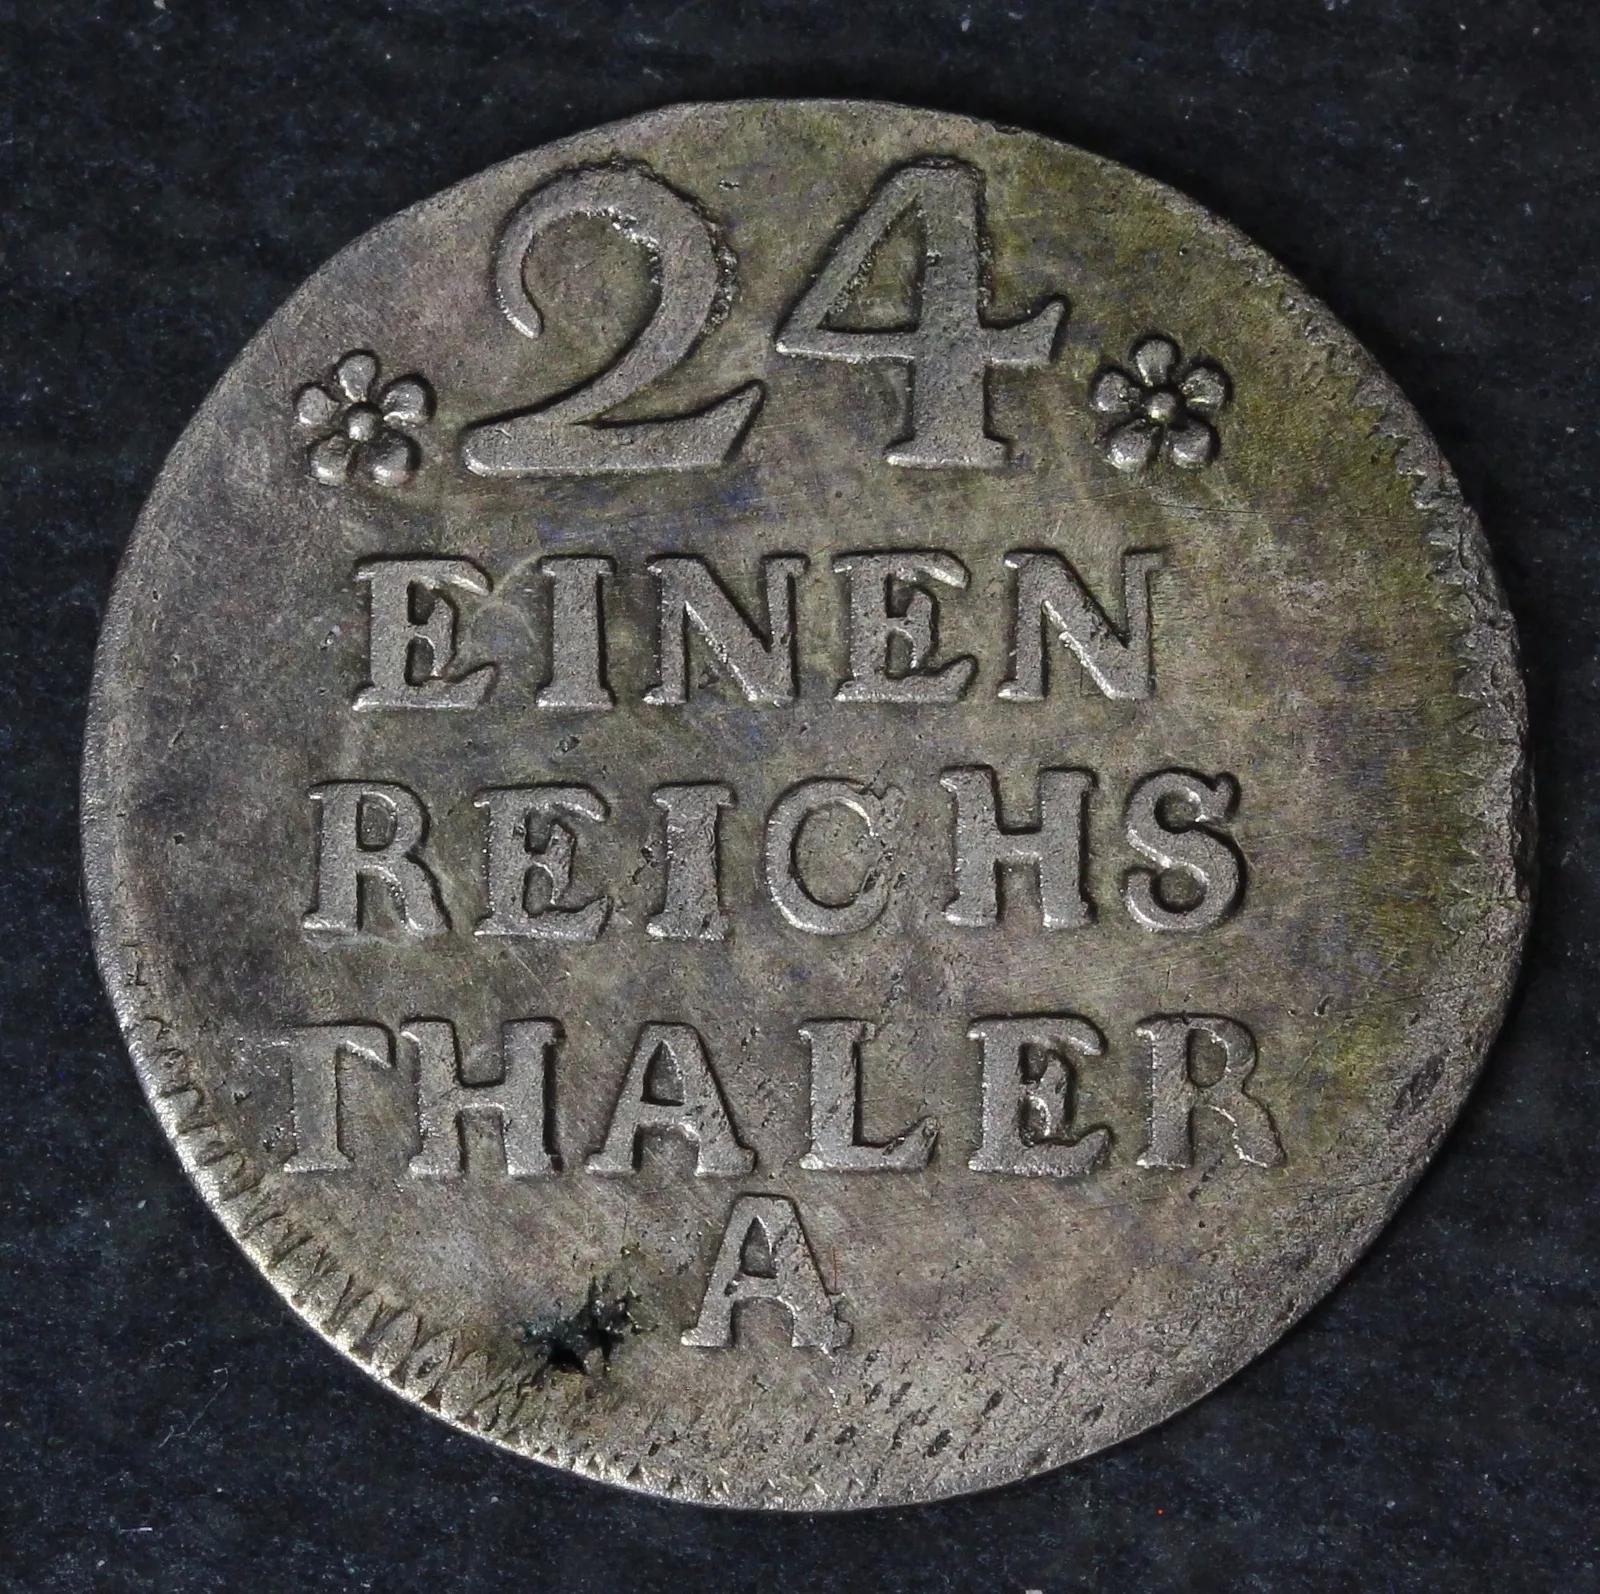 24
EINEN
REICHS
THALER
A